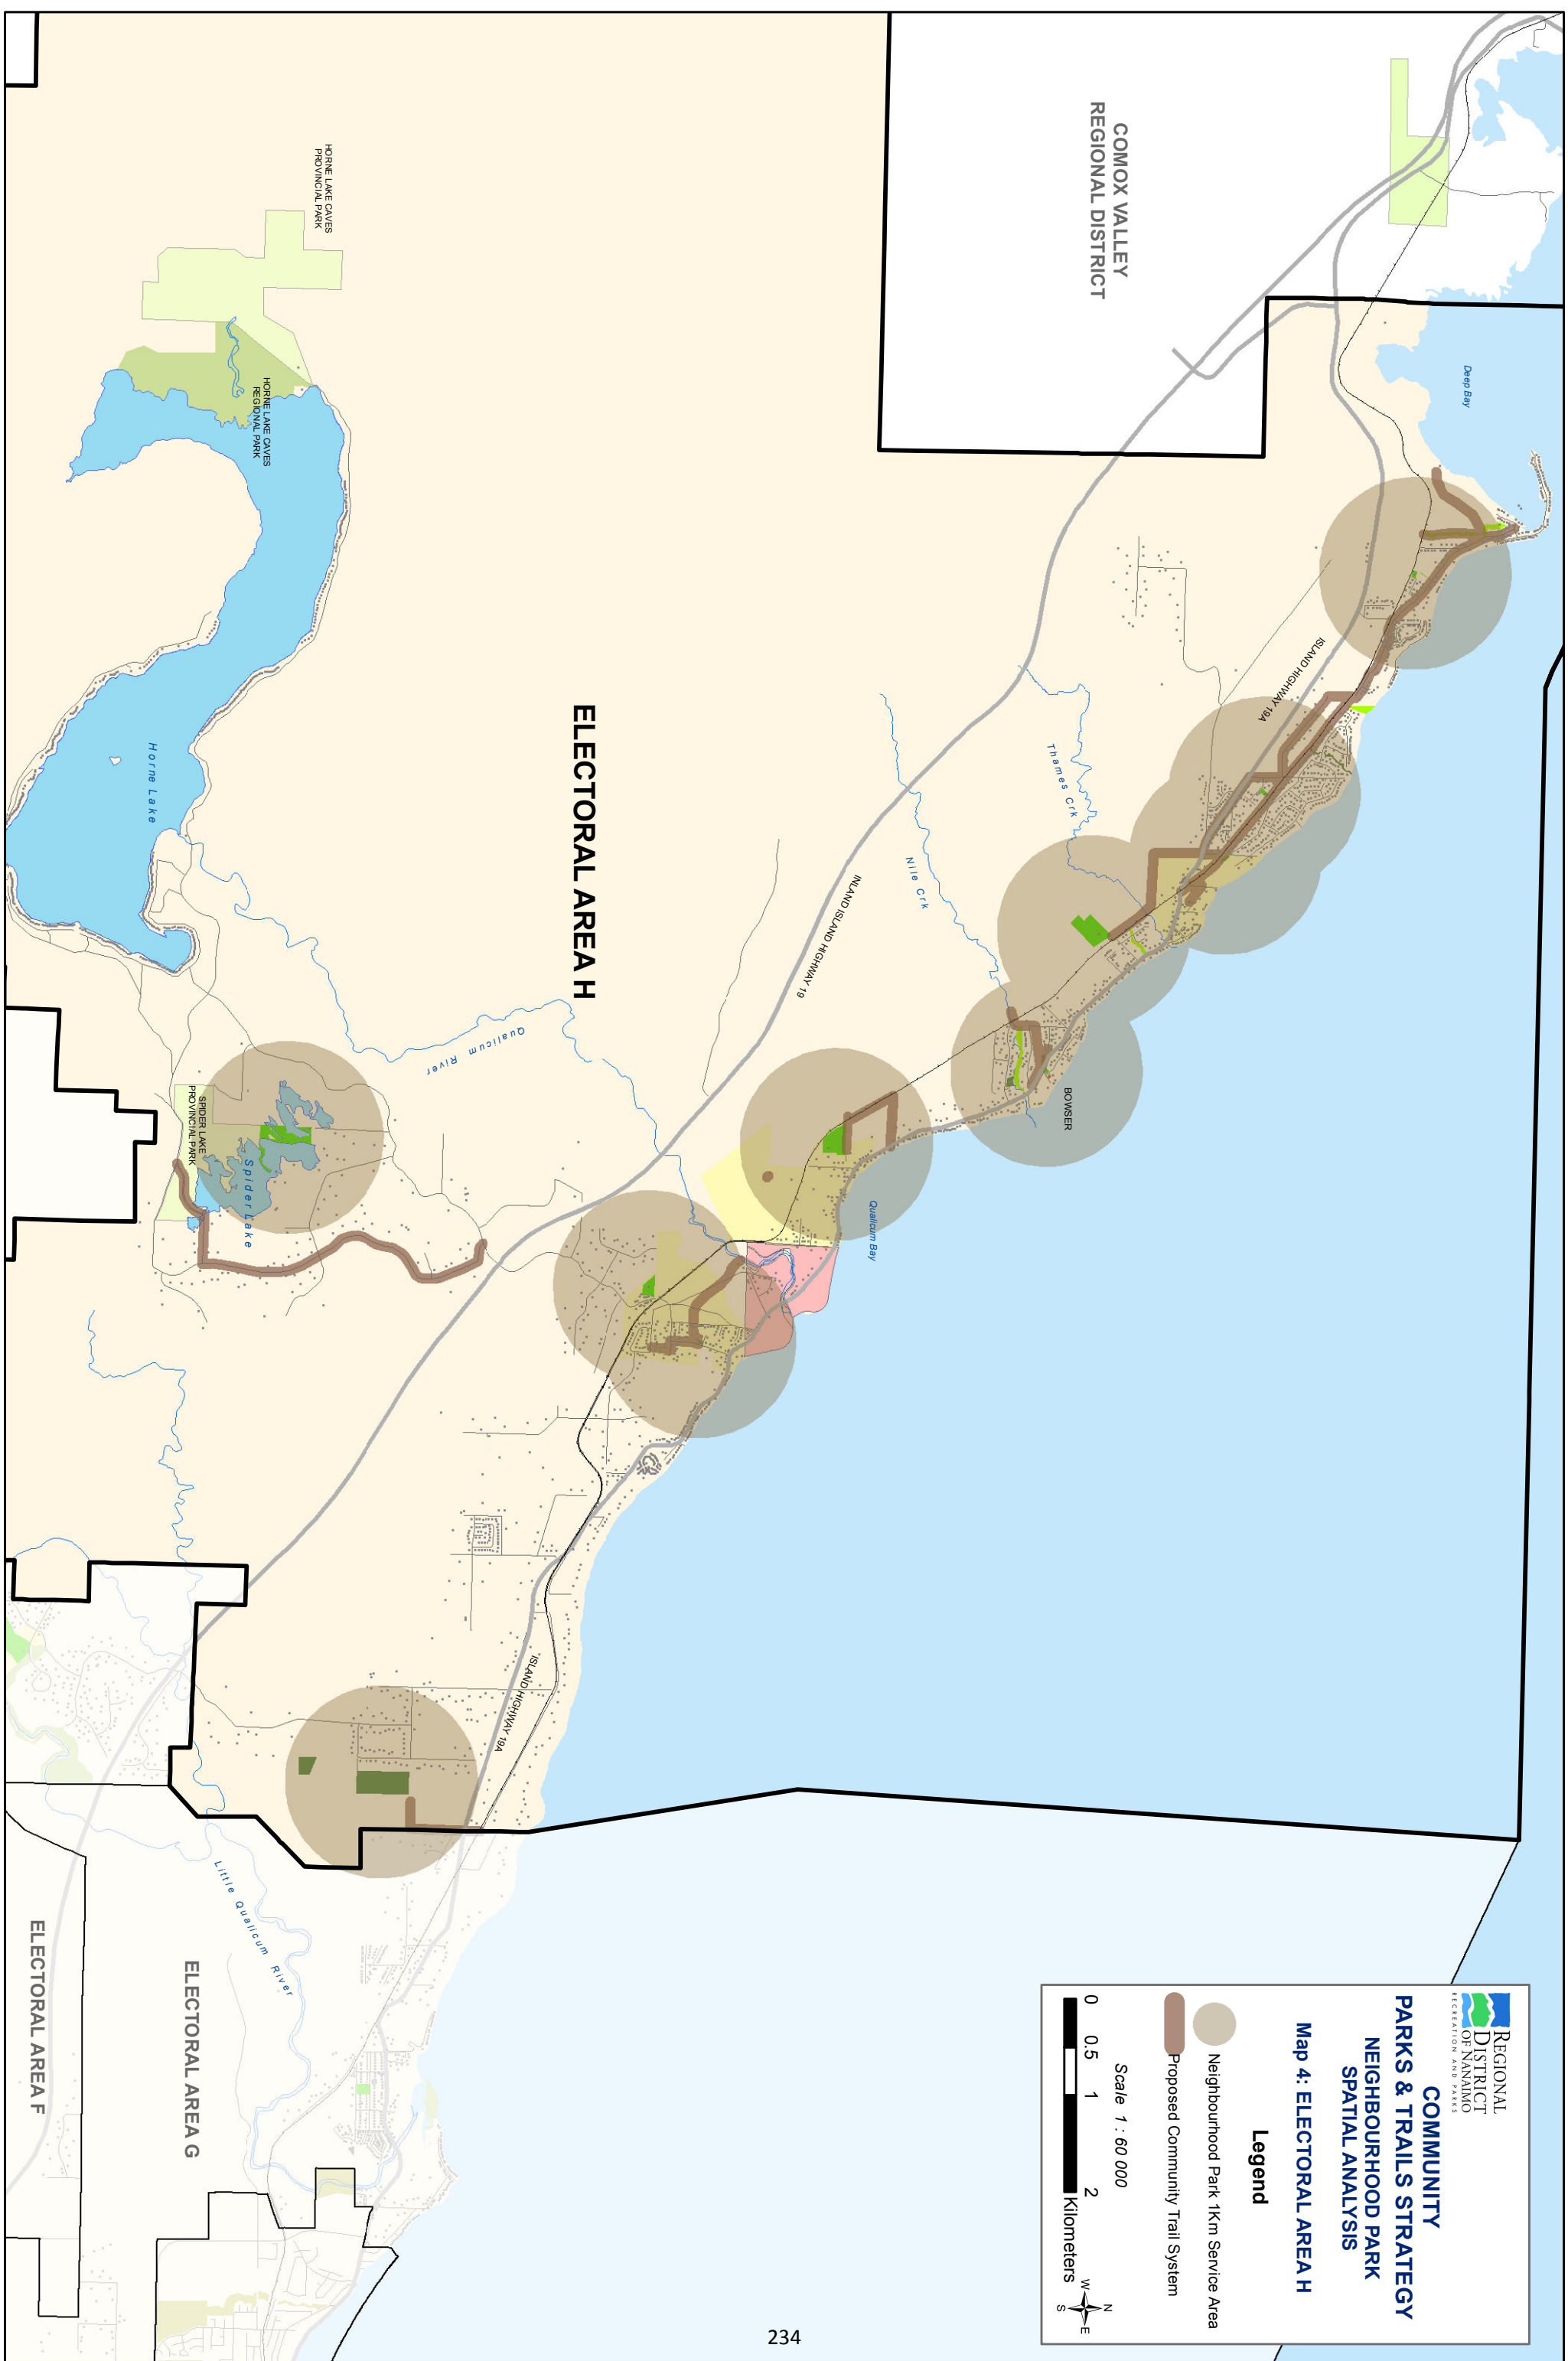 REGIONAL
DISTRICT
OF NANAIMO
RECREATION AND PARKS
COMMUNITY
PARKS & TRAILS STRATEGY
NEIGHBOURHOOD PARK
SPATIAL ANALYSIS
Map 4: ELECTORAL AREA H
Legend
Neighbourhood Park 1Km Service Area
Proposed Community Trail System
Scale 1 : 60 000
0 0.5 1 2
Kilometers
N
W E
S
COMOX VALLEY
REGIONAL DISTRICT
Deep Bay
ISLAND HIGHWAY 19A
Thames Crk
Nile Crk
BOWSER
INLAND ISLAND HIGHWAY 19
Qualicum Bay
ELECTORAL AREA H
Qualicum
River
HORNE LAKE CAVES
PROVINCIAL PARK
HORNE LAKE CAVES
REGIONAL PARK
Horne Lake
SPIDER LAKE
PROVINCIAL PARK
Spider Lake
ISLAND HIGHWAY 19A
Little Qualicum River
ELECTORAL AREA G
ELECTORAL AREA F
234